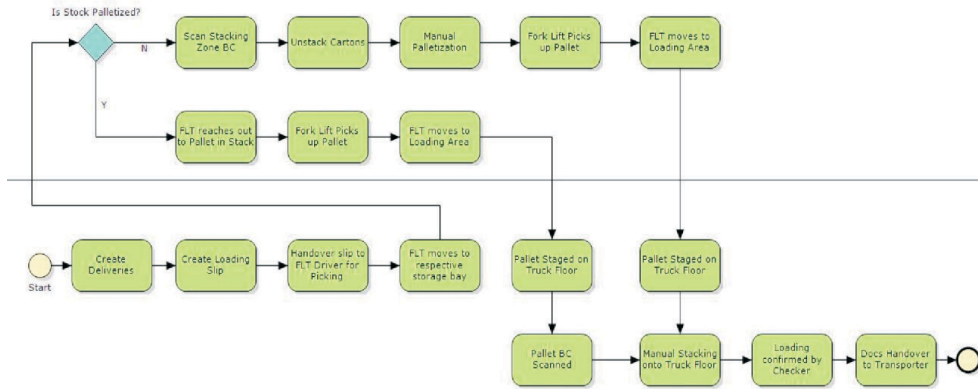 Is Stock Palletized?
N
Scan Stacking
Zone BC
Unstack Cartons
Manual
Palletization
Fork Lift Picks
up Pallet
FLT moves to
Loading Area
Y
FLT reaches out
to Pallet in Stack
Fork Lift Picks
up Pallet
FLT moves to
Loading Area
Start
Create
Deliveries
Create Loading
Slip
Handover slip to
FLT Driver for
Picking
FLT moves to
respective
storage bay
Pallet Staged on
Truck Floor
Pallet Staged on
Truck Floor
Pallet BC
Scanned
Manual Stacking
onto Truck Floor
Loading
confirmed by
Checker
Docs Handover
to Transporter